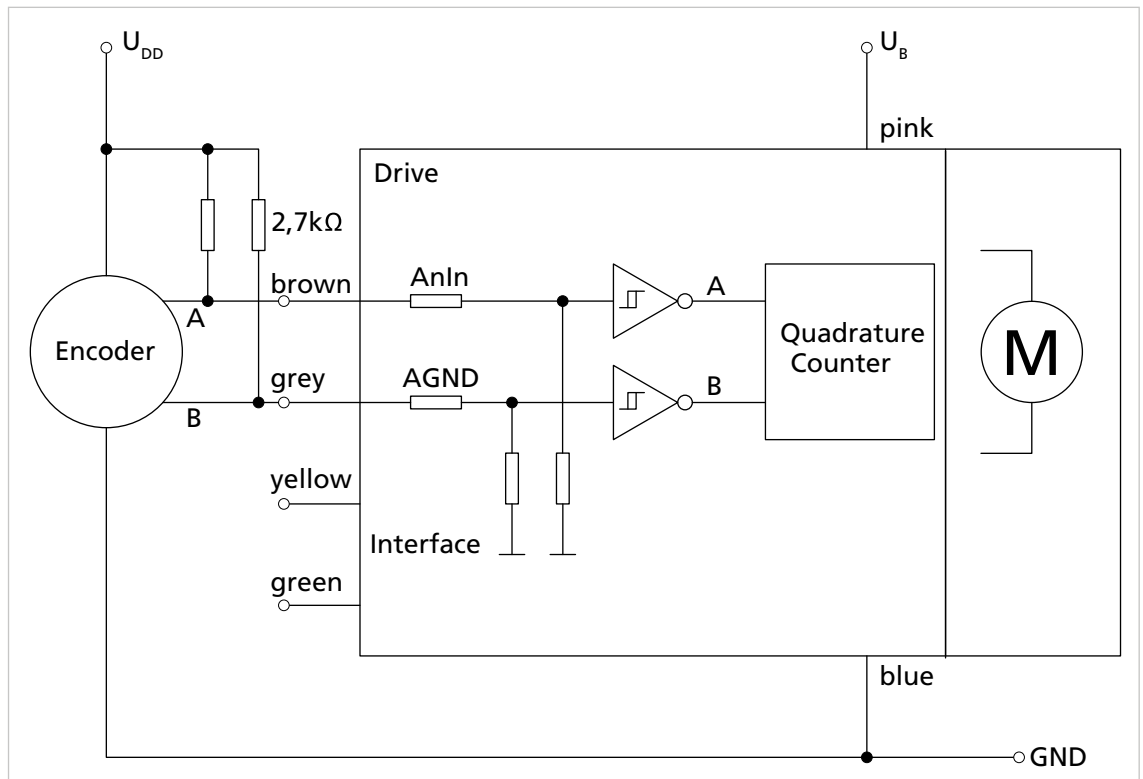 U_DD
U_B
pink
Drive
2,7kΩ
brown
AnIn
A
A
Encoder
Quadrature
Counter
M
grey
AGND
B
B
yellow
Interface
green
blue
GND